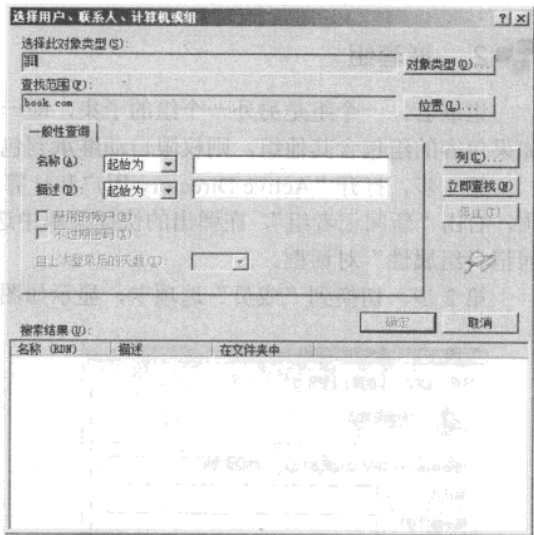 选择用户、联系人、计算机或组
选择此对象类型(S):
组
对象类型(O)...
查找范围(F):
book.com
位置(L)...
一般性查询
名称(A) 起始为
列(C)...
描述(D) 起始为
立即查找(N)
禁用的帐户(B)
停止(T)
不过期密码(X)
自上次登录后的天数(I):
确定 取消
搜索结果(U):
名称 (RDN) 描述 在文件夹中